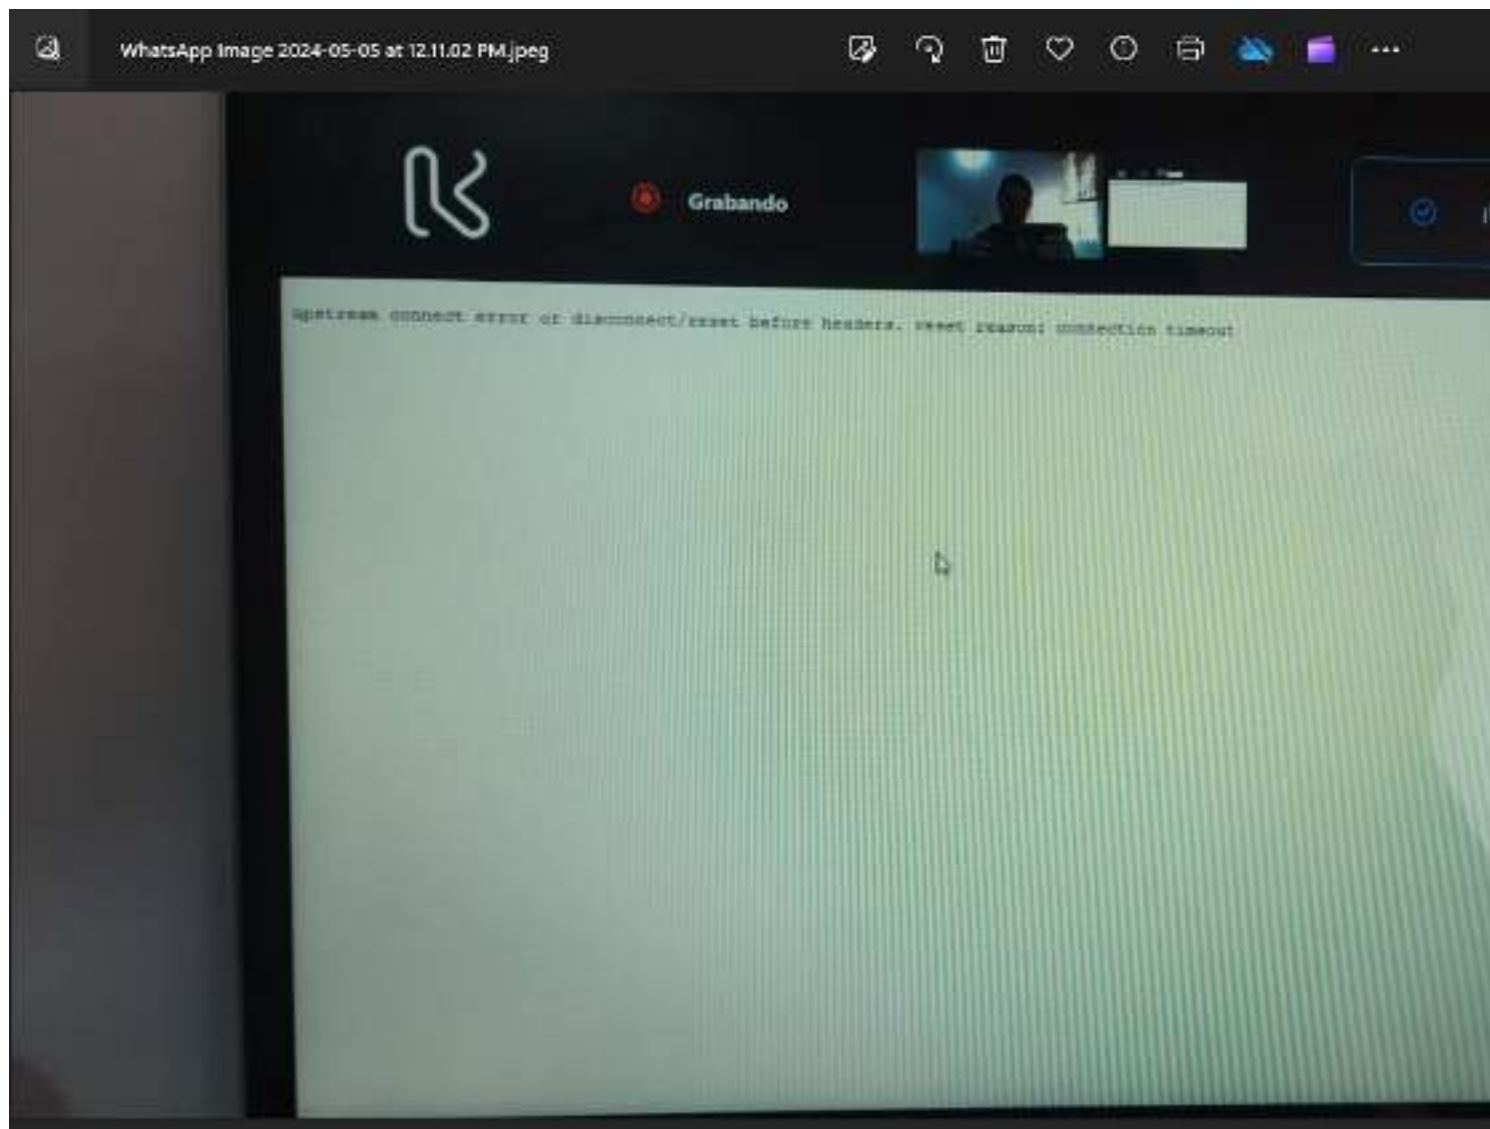 WhatsApp Image 2024-05-05 at 12.11.02 PM.jpeg
Grabando
upstream connect error or disconnect/reset before headers. reset reason: connection timeout